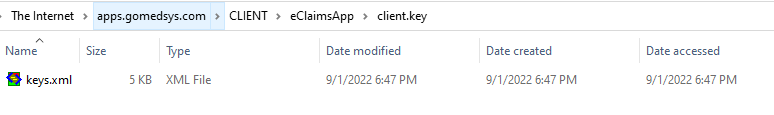 The Internet > apps.gomedsys.com > CLIENT > eClaimsApp > client.key
Name Size Type Date modified Date created Date accessed
keys.xml 5 KB XML File 9/1/2022 6:47 PM 9/1/2022 6:47 PM 9/1/2022 6:47 PM